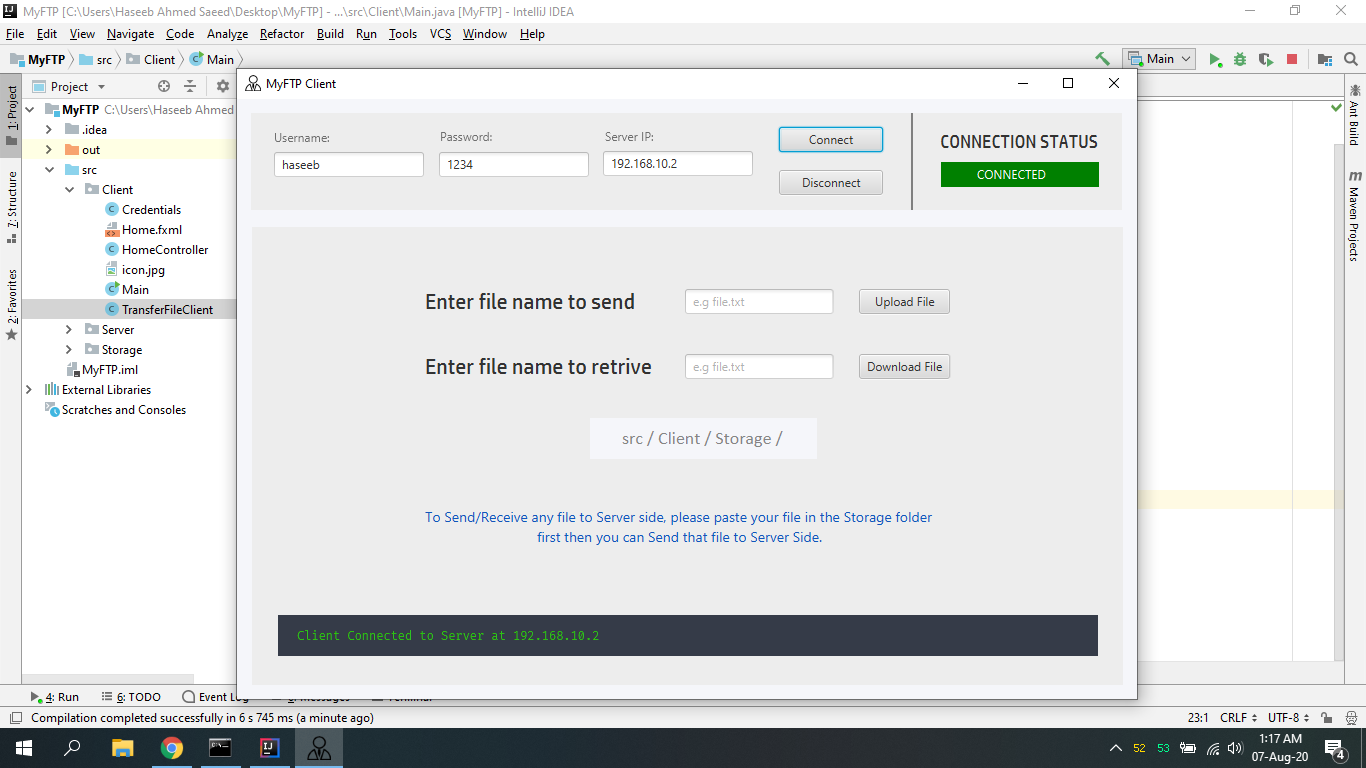 MyFTP [C:\Users\Haseeb Ahmed Saeed\Desktop\MyFTP] - ...\src\Client\Main.java [MyFTP] - IntelliJ IDEA
File Edit View Navigate Code Analyze Refactor Build Run Tools VCS Window Help
MyFTP src Client Main
Main
1: Project
7: Structure
2: Favorites
Project
MyFTP C:\Users\Haseeb Ahmed
.idea
out
src
Client
Credentials
Home.fxml
HomeController
icon.jpg
Main
TransferFileClient
Server
Storage
MyFTP.iml
External Libraries
Scratches and Consoles
MyFTP Client
Username: Password: Server IP:
haseeb 1234 192.168.10.2
Connect
Disconnect
CONNECTION STATUS
CONNECTED
Enter file name to send e.g file.txt Upload File
Enter file name to retrive e.g file.txt Download File
src / Client / Storage /
To Send/Receive any file to Server side, please paste your file in the Storage folder
first then you can Send that file to Server Side.
Client Connected to Server at 192.168.10.2
Ant Build
m Maven Projects
4: Run 6: TODO Event Log
Compilation completed successfully in 6 s 745 ms (a minute ago)
23:1 CRLF UTF-8
52 53
1:17 AM
07-Aug-20
4